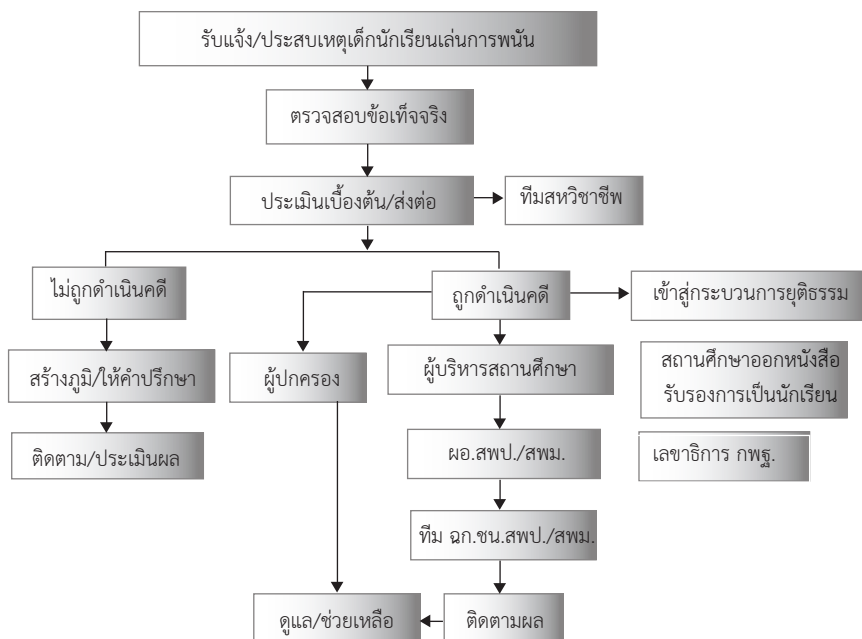 รับแจ้ง/ประสบเหตุเด็กนักเรียนเล่นการพนัน
ตรวจสอบข้อเท็จจริง
ประเมินเบื้องต้น/ส่งต่อ
ทีมสหวิชาชีพ
ไม่ถูกดำเนินคดี
ถูกดำเนินคดี
เข้าสู่กระบวนการยุติธรรม
สร้างภูมิ/ให้คำปรึกษา
ผู้ปกครอง
ผู้บริหารสถานศึกษา
สถานศึกษาออกหนังสือ
รับรองการเป็นนักเรียน
ติดตาม/ประเมินผล
ผอ.สพป./สพม.
เลขาธิการ กพฐ.
ทีม ฉก.ชน.สพป./สพม.
ดูแล/ช่วยเหลือ
ติดตามผล